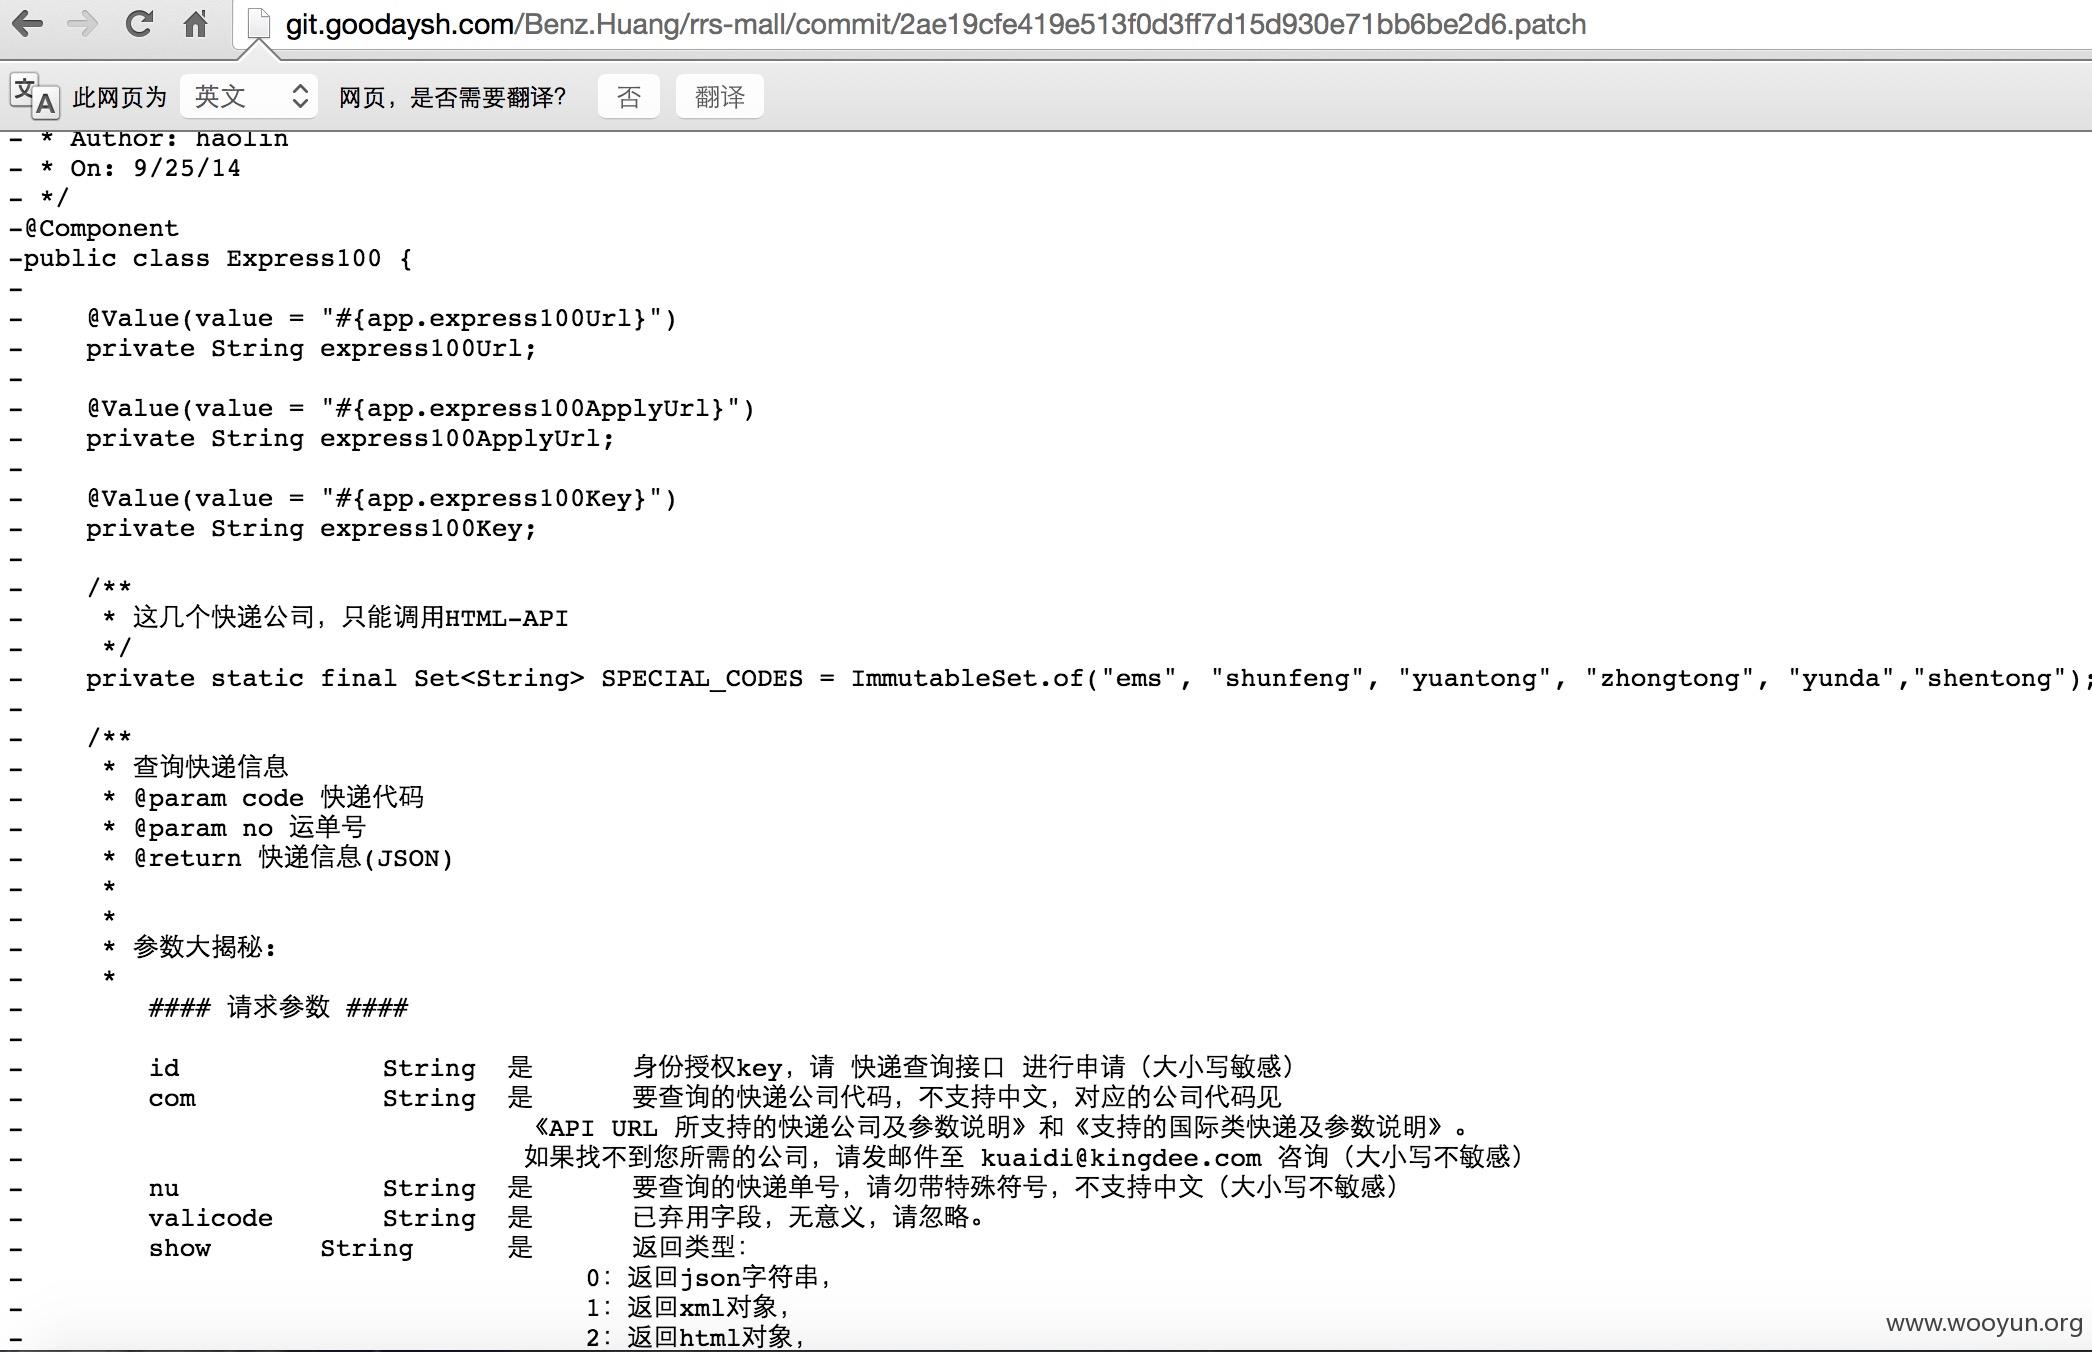 git.goodaysh.com/Benz.Huang/rrs-mall/commit/2ae19cfe419e513f0d3ff7d15d930e71bb6be2d6.patch
文A 此网页为 英文 网页，是否需要翻译？ 否 翻译
- * Author: haolin
- * On: 9/25/14
- */
-@Component
-public class Express100 {
-
-    @Value(value = "#{app.express100Url}")
-    private String express100Url;
-
-    @Value(value = "#{app.express100ApplyUrl}")
-    private String express100ApplyUrl;
-
-    @Value(value = "#{app.express100Key}")
-    private String express100Key;
-
-    /**
-     * 这几个快递公司，只能调用HTML-API
-     */
-    private static final Set<String> SPECIAL_CODES = ImmutableSet.of("ems", "shunfeng", "yuantong", "zhongtong", "yunda","shentong");
-
-    /**
-     * 查询快递信息
-     * @param code 快递代码
-     * @param no 运单号
-     * @return 快递信息(JSON)
-     *
-     *
-     * 参数大揭秘：
-     *
-        #### 请求参数 ####
-
-        id             String  是      身份授权key，请 快递查询接口 进行申请（大小写敏感）
-        com            String  是      要查询的快递公司代码，不支持中文，对应的公司代码见
-                                《API URL 所支持的快递公司及参数说明》和《支持的国际类快递及参数说明》。
-                                如果找不到您所需的公司，请发邮件至 kuaidi@kingdee.com 咨询（大小写不敏感）
-        nu             String  是      要查询的快递单号，请勿带特殊符号，不支持中文（大小写不敏感）
-        valicode       String  是      已弃用字段，无意义，请忽略。
-        show       String      是      返回类型：
-                                    0：返回json字符串，
-                                    1：返回xml对象，
-                                    2：返回html对象，
www.wooyun.org